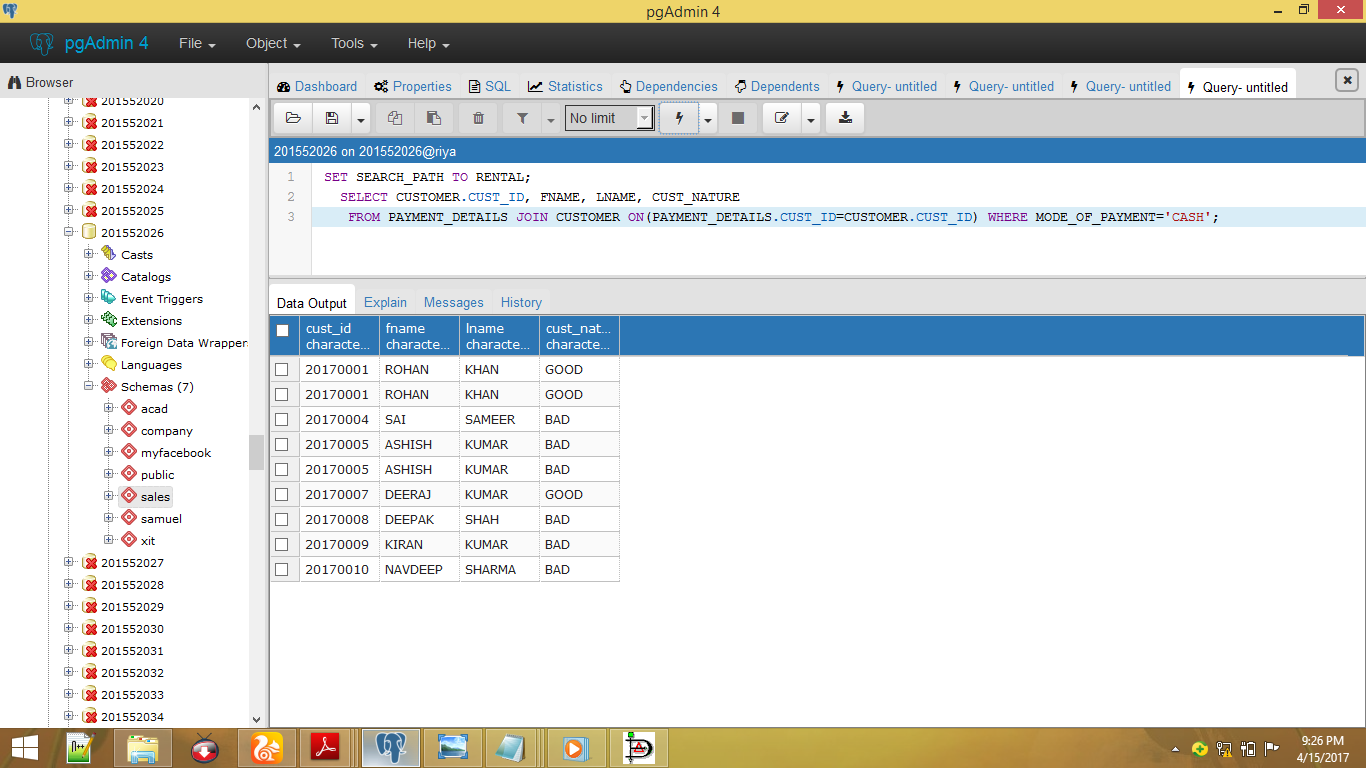 pgAdmin 4
pgAdmin 4 File Object Tools Help
Browser
Dashboard Properties SQL Statistics Dependencies Dependents Query- untitled Query- untitled Query- untitled Query- untitled
No limit
201552026 on 201552026@riya
1 SET SEARCH_PATH TO RENTAL;
2 SELECT CUSTOMER.CUST_ID, FNAME, LNAME, CUST_NATURE
3 FROM PAYMENT_DETAILS JOIN CUSTOMER ON(PAYMENT_DETAILS.CUST_ID=CUSTOMER.CUST_ID) WHERE MODE_OF_PAYMENT='CASH';
201552020
201552021
201552022
201552023
201552024
201552025
201552026
Casts
Catalogs
Event Triggers
Extensions
Foreign Data Wrapper
Languages
Schemas (7)
acad
company
myfacebook
public
sales
samuel
xit
201552027
201552028
201552029
201552030
201552031
201552032
201552033
201552034
Data Output Explain Messages History
cust_id fname lname cust_nat...
characte... characte... characte... characte...
20170001 ROHAN KHAN GOOD
20170001 ROHAN KHAN GOOD
20170004 SAI SAMEER BAD
20170005 ASHISH KUMAR BAD
20170005 ASHISH KUMAR BAD
20170007 DEERAJ KUMAR GOOD
20170008 DEEPAK SHAH BAD
20170009 KIRAN KUMAR BAD
20170010 NAVDEEP SHARMA BAD
9:26 PM
4/15/2017